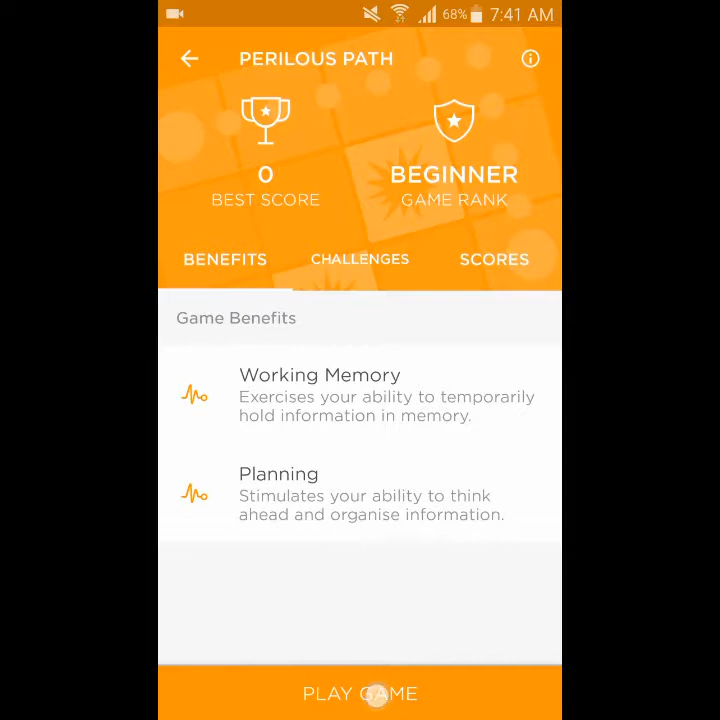 68% 7:41 AM
PERILOUS PATH
0
BEST SCORE
BEGINNER
GAME RANK
BENEFITS CHALLENGES SCORES
Game Benefits
Working Memory
Exercises your ability to temporarily
hold information in memory.
Planning
Stimulates your ability to think
ahead and organise information.
PLAY GAME